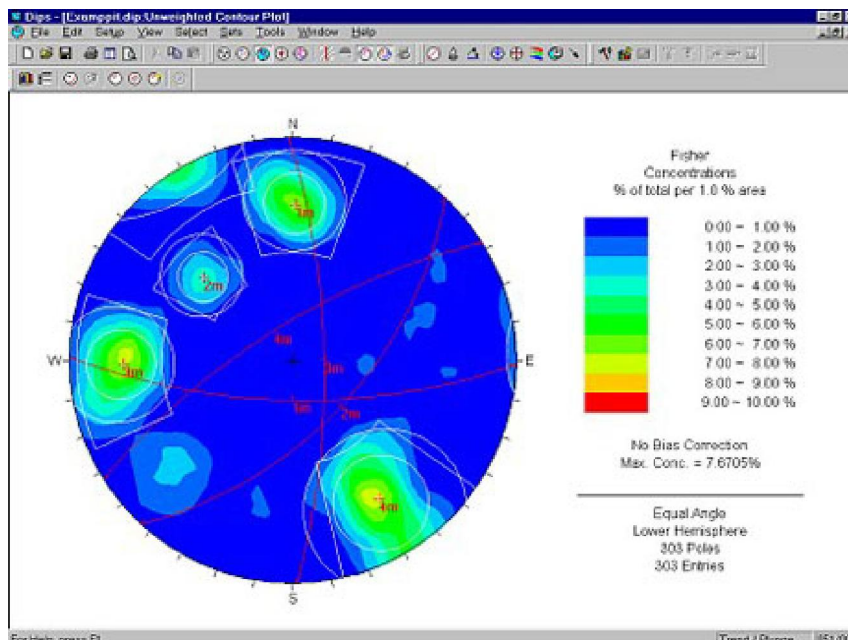 Dips - [Examppit.dip:Unweighted Contour Plot]
File Edit Setup View Select Sets Tools Window Help
N
Fisher
Concentrations
% of total per 1.0 % area
0.00 ~ 1.00 %
1.00 ~ 2.00 %
2.00 ~ 3.00 %
3.00 ~ 4.00 %
4.00 ~ 5.00 %
5.00 ~ 6.00 %
6.00 ~ 7.00 %
7.00 ~ 8.00 %
8.00 ~ 9.00 %
9.00 ~ 10.00 %
1m
2m
4m
W
3m
3m
E
1m
2m
4m
S
No Bias Correction
Max. Conc. = 7.6705%
Equal Angle
Lower Hemisphere
303 Poles
303 Entries
For Help, press F1
Trend / Plunge